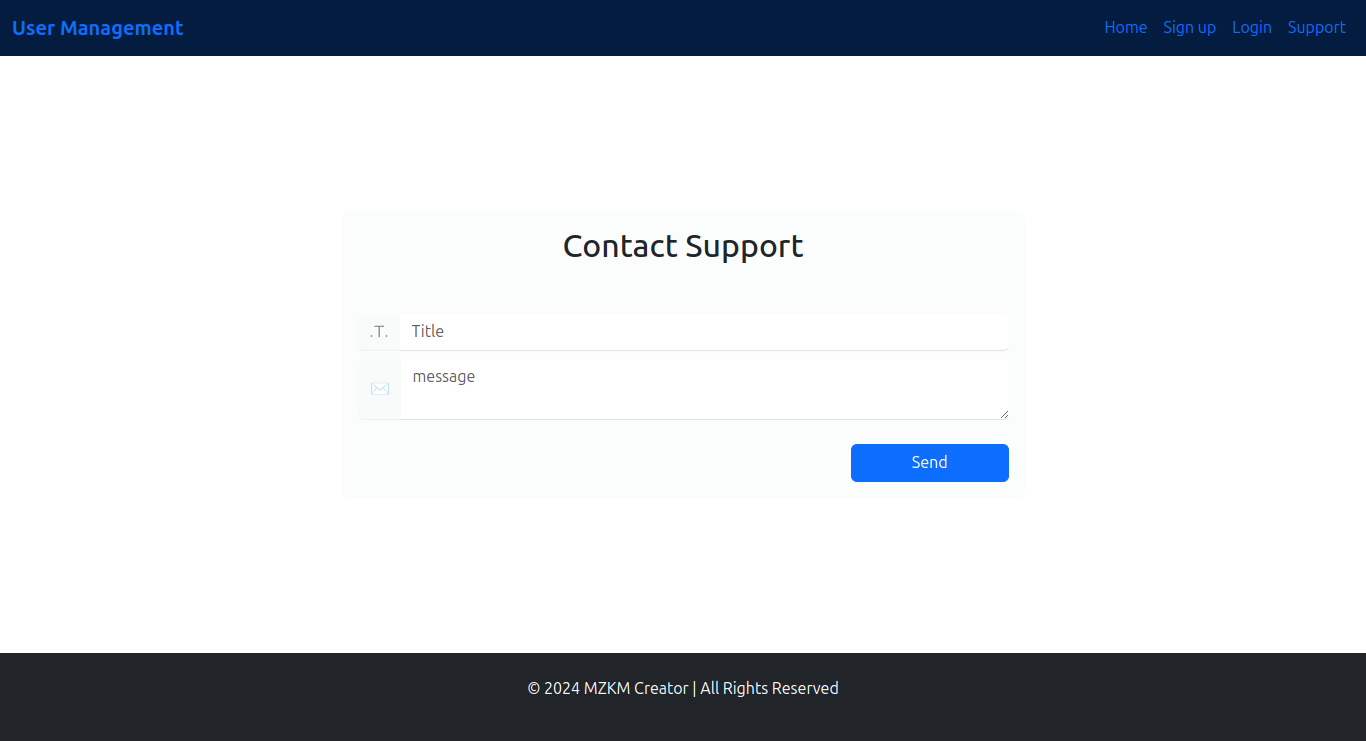 User Management Home Sign up Login Support
Contact Support
.T. Title
✉️ message
Send
© 2024 MZKM Creator | All Rights Reserved